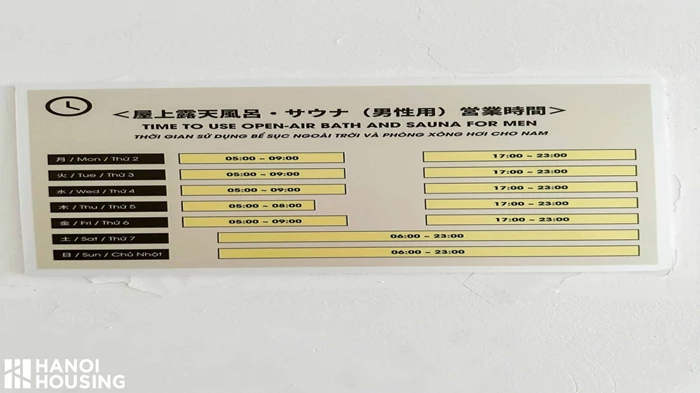 <屋上露天風呂・サウナ（男性用） 営業時間>
TIME TO USE OPEN-AIR BATH AND SAUNA FOR MEN
THỜI GIAN SỬ DỤNG BỂ SỤC NGOÀI TRỜI VÀ PHÒNG XÔNG HƠI CHO NAM
月 / Mon / Thứ 2 05:00 ~ 09:00 17:00 ~ 23:00
火 / Tue / Thứ 3 05:00 ~ 09:00 17:00 ~ 23:00
水 / Wed / Thứ 4 05:00 ~ 09:00 17:00 ~ 23:00
木 / Thu / Thứ 5 05:00 ~ 08:00 17:00 ~ 23:00
金 / Fri / Thứ 6 05:00 ~ 09:00 17:00 ~ 23:00
土 / Sat / Thứ 7 06:00 ~ 23:00
日 / Sun / Chủ Nhật 06:00 ~ 23:00
HANOI
HOUSING